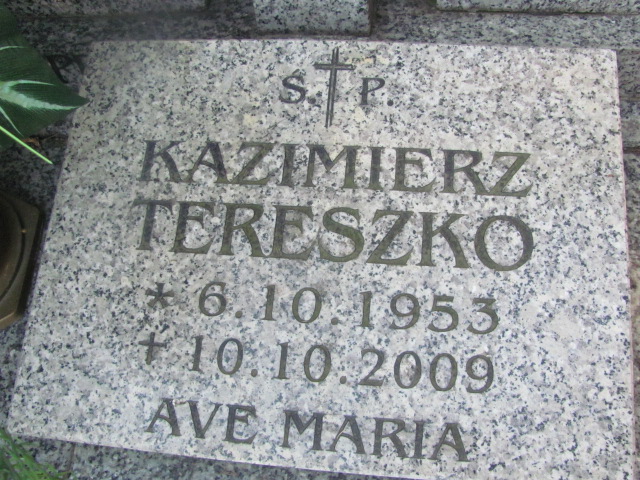 Ś. P.
KAZIMIERZ
TERESZKO
* 6.10.1953
+ 10.10.2009
AVE MARIA